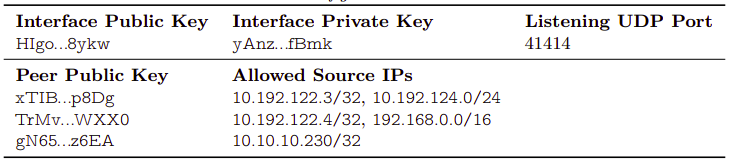 Interface Public Key Interface Private Key Listening UDP Port
HIgo...8ykw yAnz...fBmk 41414
Peer Public Key Allowed Source IPs
xTIB...p8Dg 10.192.122.3/32, 10.192.124.0/24
TrMv...WXX0 10.192.122.4/32, 192.168.0.0/16
gN65...z6EA 10.10.10.230/32